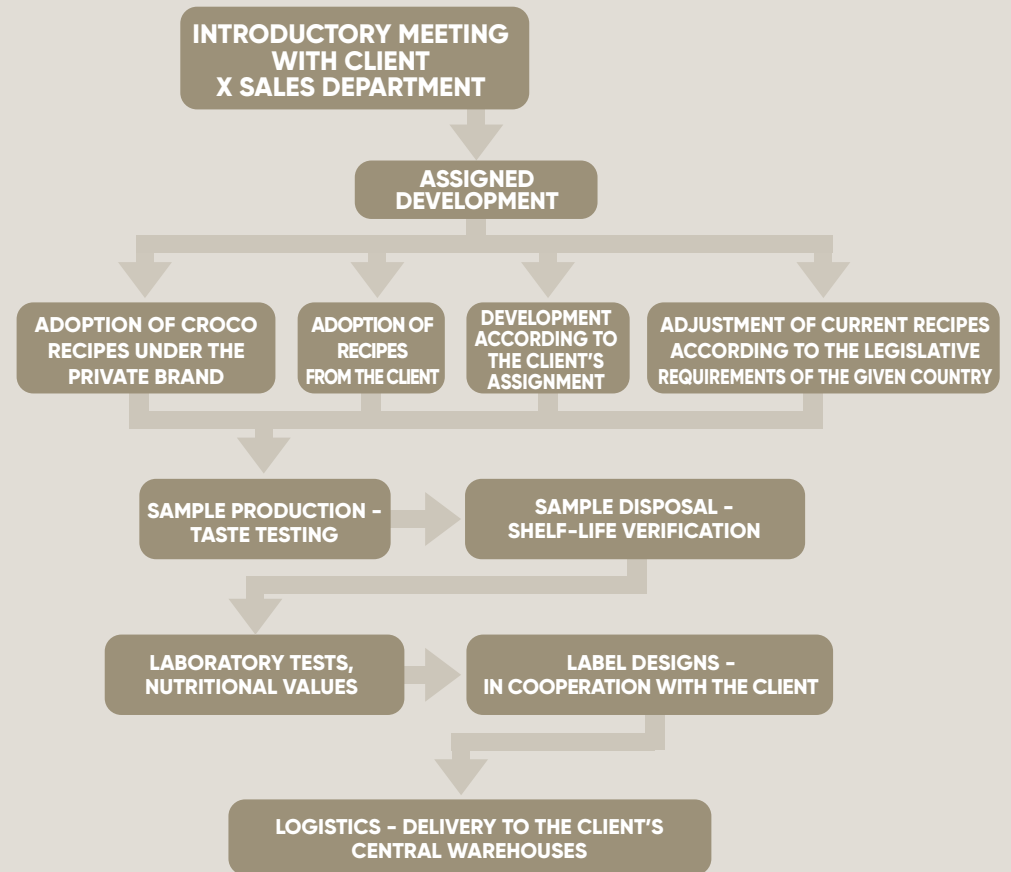 INTRODUCTORY MEETING
WITH CLIENT
X SALES DEPARTMENT
ASSIGNED
DEVELOPMENT
ADOPTION OF CROCO
RECIPES UNDER THE
PRIVATE BRAND
ADOPTION OF
RECIPES
FROM THE CLIENT
DEVELOPMENT
ACCORDING TO
THE CLIENT'S
ASSIGNMENT
ADJUSTMENT OF CURRENT RECIPES
ACCORDING TO THE LEGISLATIVE
REQUIREMENTS OF THE GIVEN COUNTRY
SAMPLE PRODUCTION -
TASTE TESTING
SAMPLE DISPOSAL -
SHELF-LIFE VERIFICATION
LABORATORY TESTS,
NUTRITIONAL VALUES
LABEL DESIGNS -
IN COOPERATION WITH THE CLIENT
LOGISTICS - DELIVERY TO THE CLIENT'S
CENTRAL WAREHOUSES